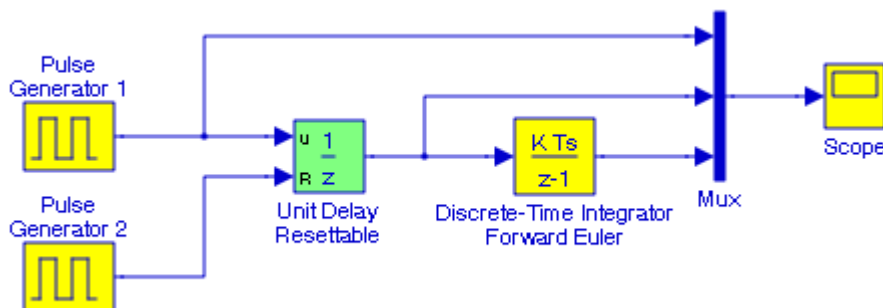 Pulse
Generator 1
u
R
1
z
Unit Delay
Resettable
K Ts
z-1
Discrete-Time Integrator
Forward Euler
Mux
Scope
Pulse
Generator 2